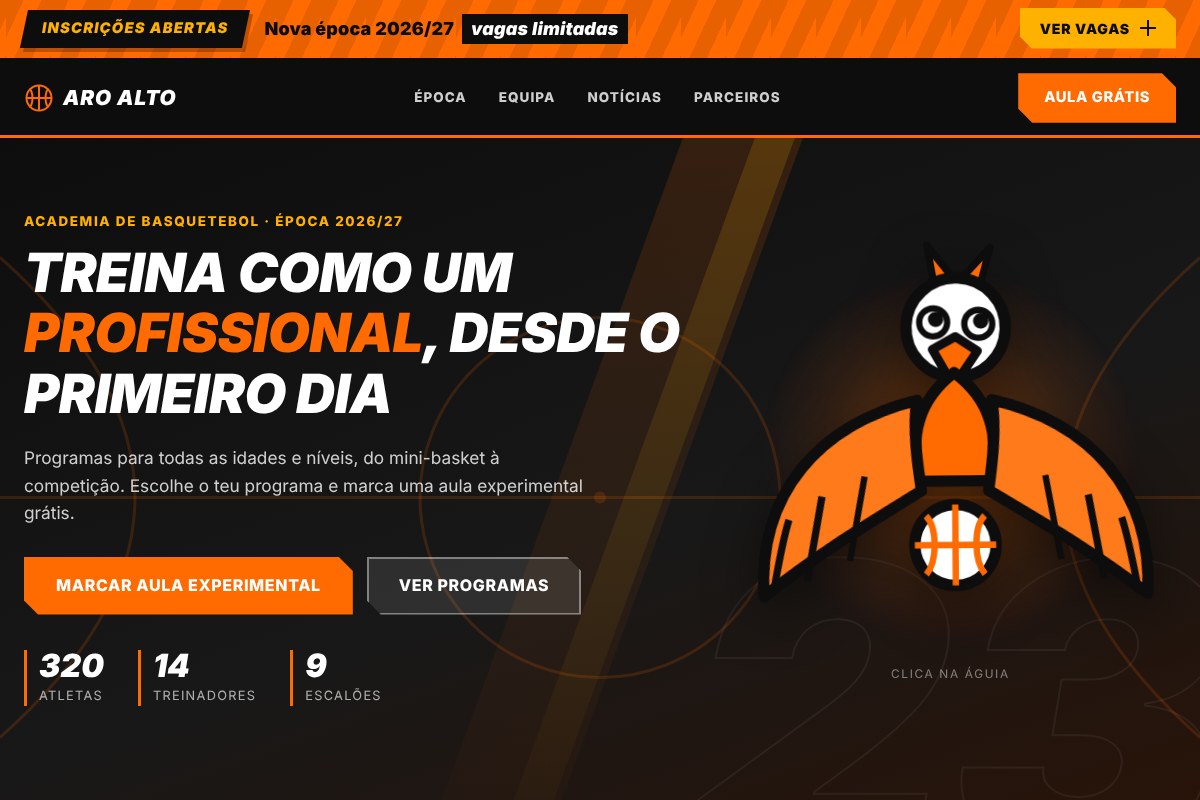 INSCRIÇÕES ABERTAS
Nova época 2026/27 vagas limitadas
VER VAGAS
ARO ALTO
ÉPOCA
EQUIPA
NOTÍCIAS
PARCEIROS
AULA GRÁTIS
ACADEMIA DE BASQUETEBOL · ÉPOCA 2026/27
TREINA COMO UM
PROFISSIONAL, DESDE O
PRIMEIRO DIA
Programas para todas as idades e níveis, do mini-basket à
competição. Escolhe o teu programa e marca uma aula experimental
grátis.
MARCAR AULA EXPERIMENTAL
VER PROGRAMAS
320
ATLETAS
14
TREINADORES
9
ESCALÕES
CLICA NA ÁGUIA
23